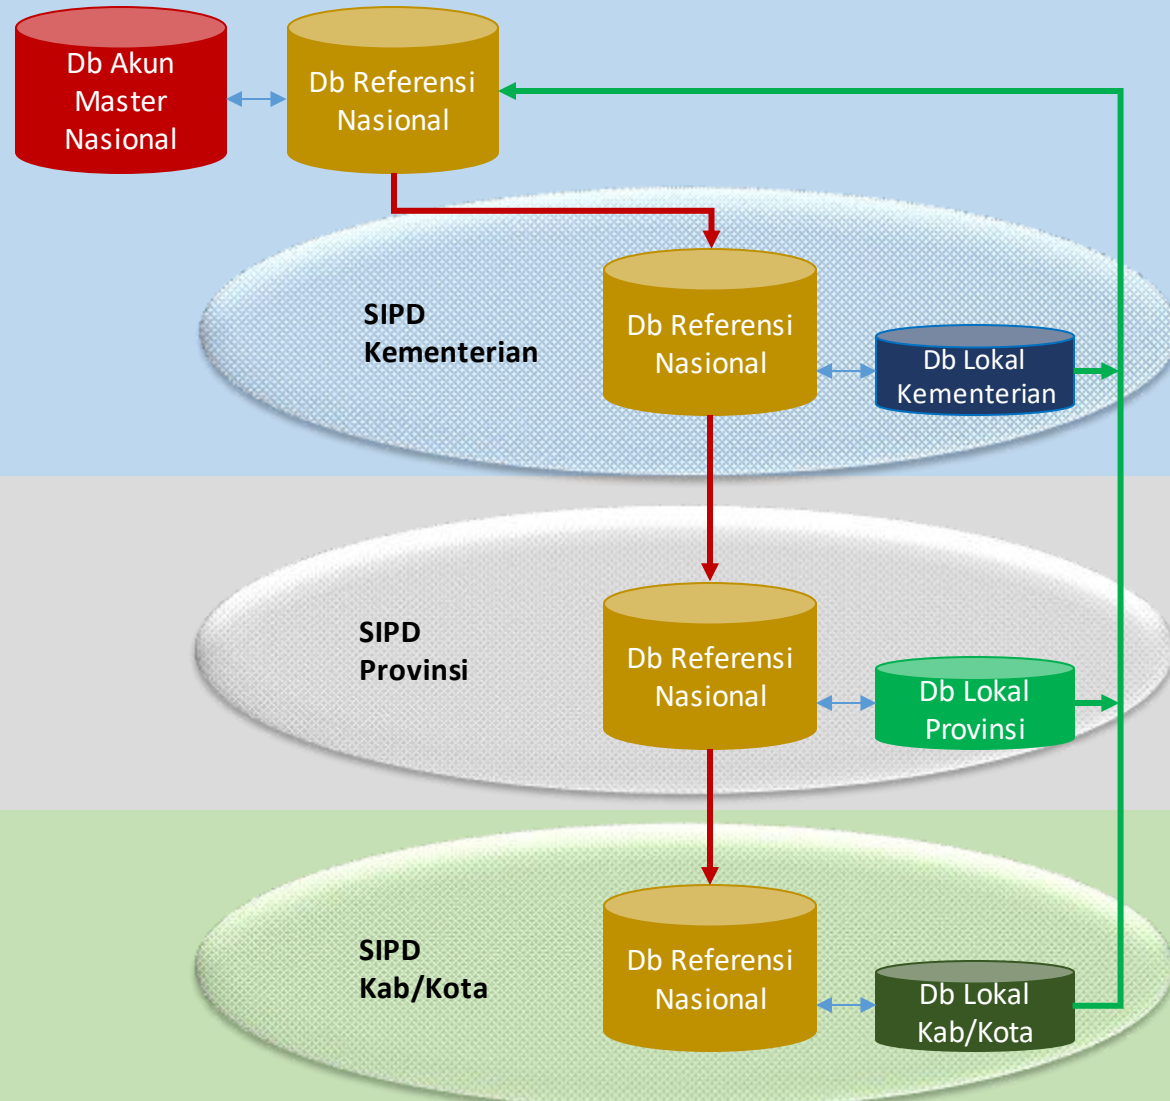 Db Akun
Master
Nasional
Db Referensi
Nasional
SIPD
Kementerian
Db Referensi
Nasional
Db Lokal
Kementerian
SIPD
Provinsi
Db Referensi
Nasional
Db Lokal
Provinsi
SIPD
Kab/Kota
Db Referensi
Nasional
Db Lokal
Kab/Kota